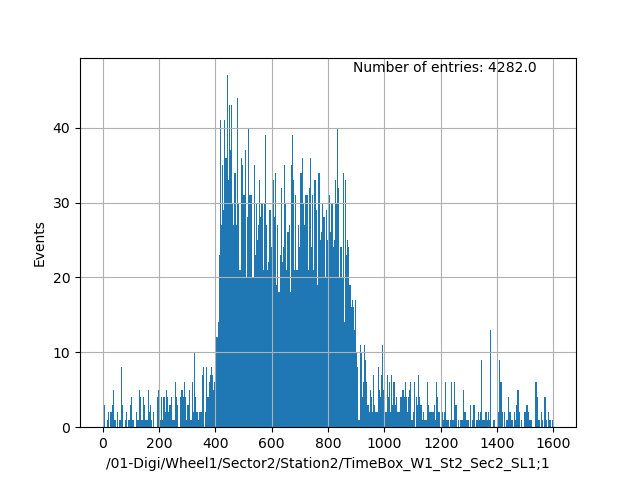 Number of entries: 4282.0
Events
40
30
20
10
0
0 200 400 600 800 1000 1200 1400 1600
/01-Digi/Wheel1/Sector2/Station2/TimeBox_W1_St2_Sec2_SL1;1